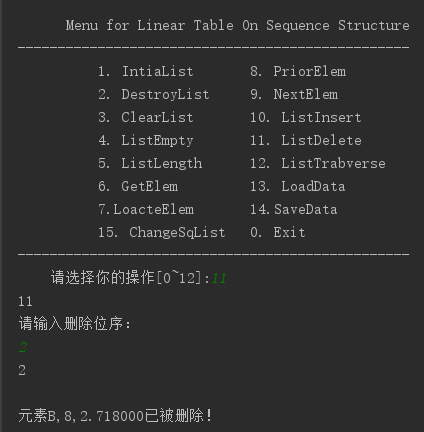 Menu for Linear Table On Sequence Structure
-------------------------------------------------
1. IntiaList 8. PriorElem
2. DestroyList 9. NextElem
3. ClearList 10. ListInsert
4. ListEmpty 11. ListDelete
5. ListLength 12. ListTrabverse
6. GetElem 13. LoadData
7.LoacteElem 14.SaveData
15. ChangeSqList 0. Exit
-------------------------------------------------
请选择你的操作[0~12]:11
11
请输入删除位序:
2
2
元素B,8,2.718000已被删除!